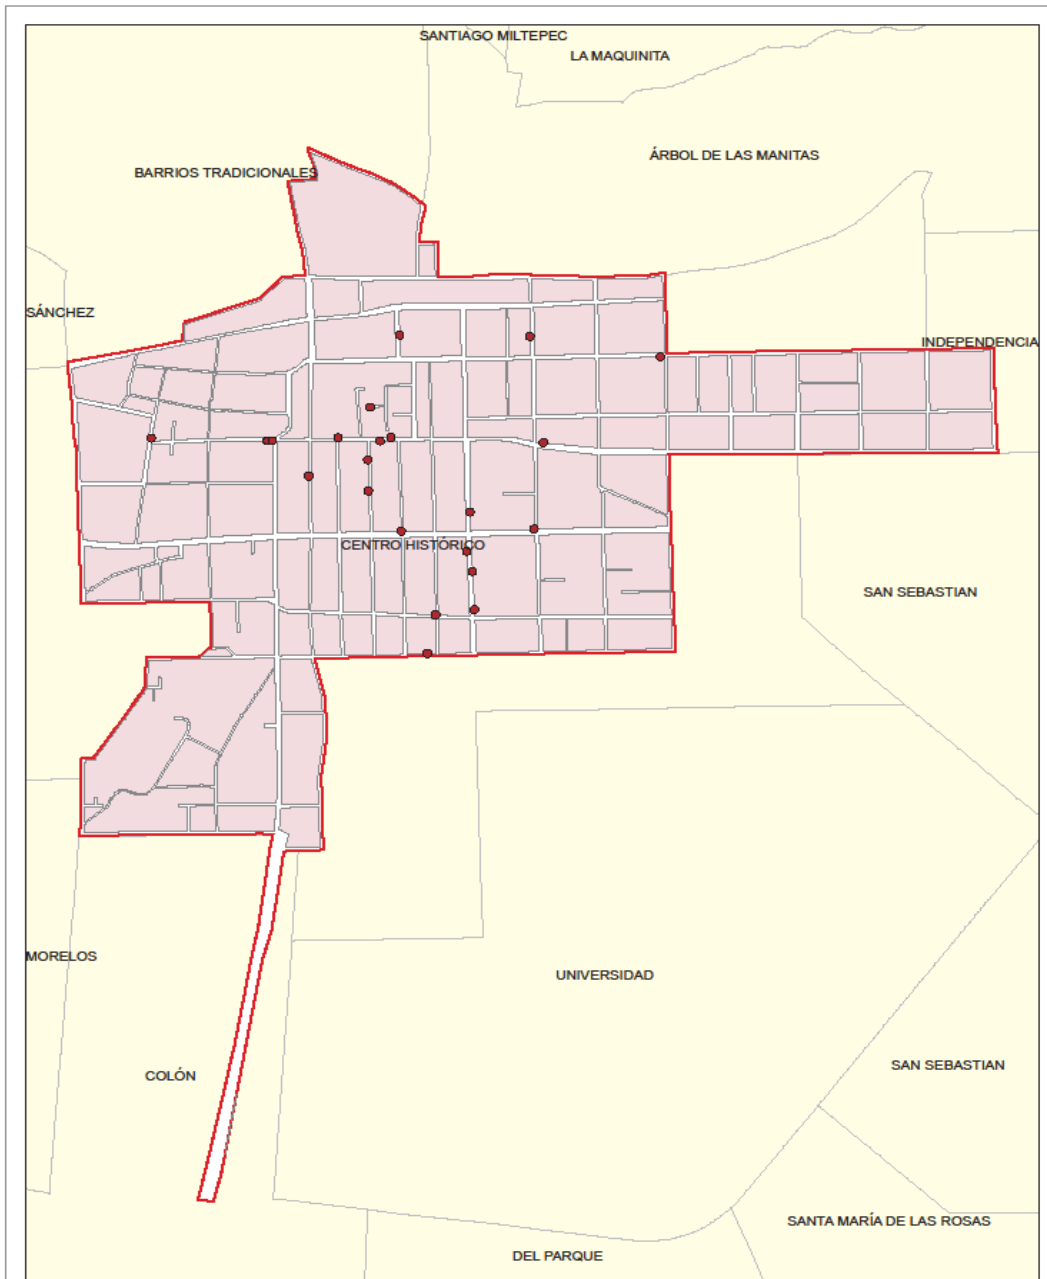 SANTIAGO MILTEPEC
LA MAQUINITA
ÁRBOL DE LAS MANITAS
BARRIOS TRADICIONALES
SÁNCHEZ
INDEPENDENCIA
CENTRO HISTÓRICO
SAN SEBASTIAN
MORELOS
UNIVERSIDAD
SAN SEBASTIAN
COLÓN
SANTA MARÍA DE LAS ROSAS
DEL PARQUE